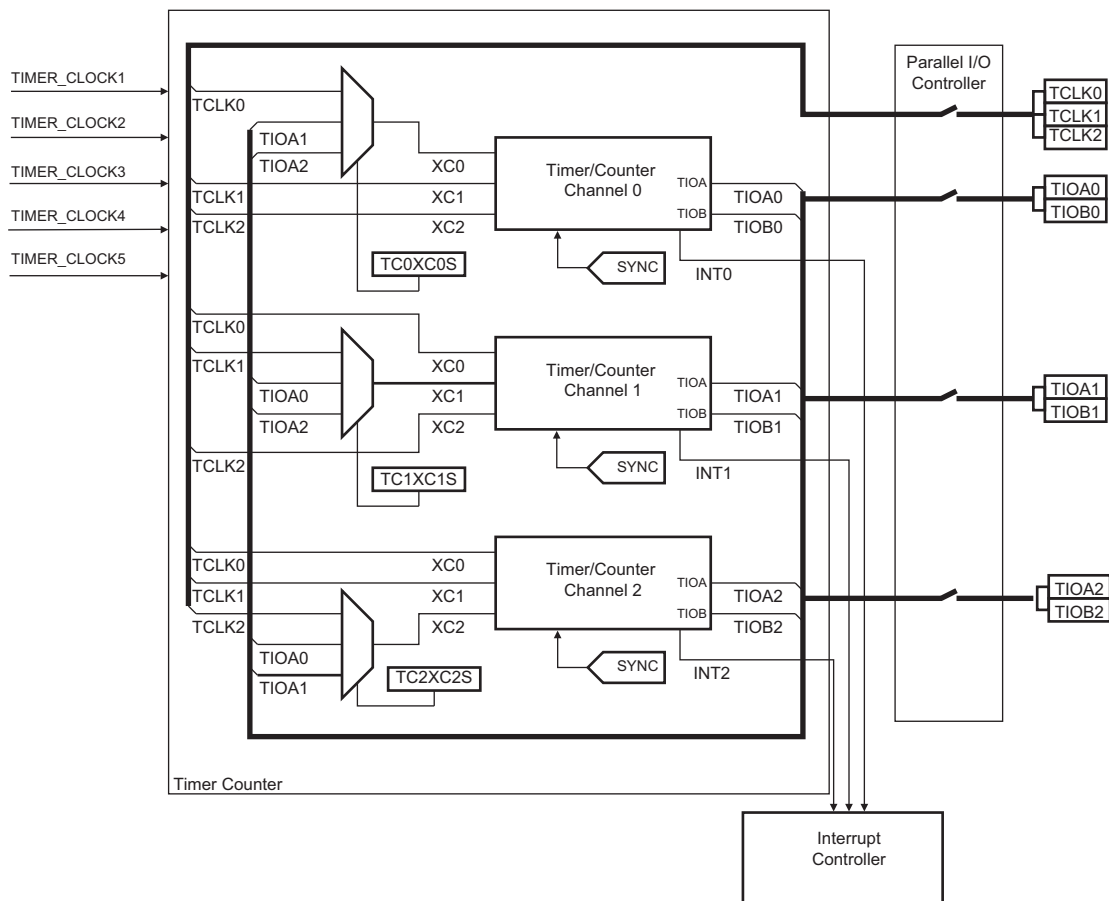 TIMER_CLOCK1
TIMER_CLOCK2
TIMER_CLOCK3
TIMER_CLOCK4
TIMER_CLOCK5
TCLK0
TIOA1
TIOA2
TCLK1
TCLK2
XC0
XC1
XC2
TC0XC0S
Timer/Counter
Channel 0
TIOA
TIOB
TIOA0
TIOB0
SYNC
INT0
TCLK0
TCLK1
TIOA0
TIOA2
TCLK2
XC0
XC1
XC2
TC1XC1S
Timer/Counter
Channel 1
TIOA
TIOB
TIOA1
TIOB1
SYNC
INT1
TCLK0
TCLK1
TCLK2
TIOA0
TIOA1
XC0
XC1
XC2
TC2XC2S
Timer/Counter
Channel 2
TIOA
TIOB
TIOA2
TIOB2
SYNC
INT2
Timer Counter
Parallel I/O
Controller
TCLK0
TCLK1
TCLK2
TIOA0
TIOB0
TIOA1
TIOB1
TIOA2
TIOB2
Interrupt
Controller